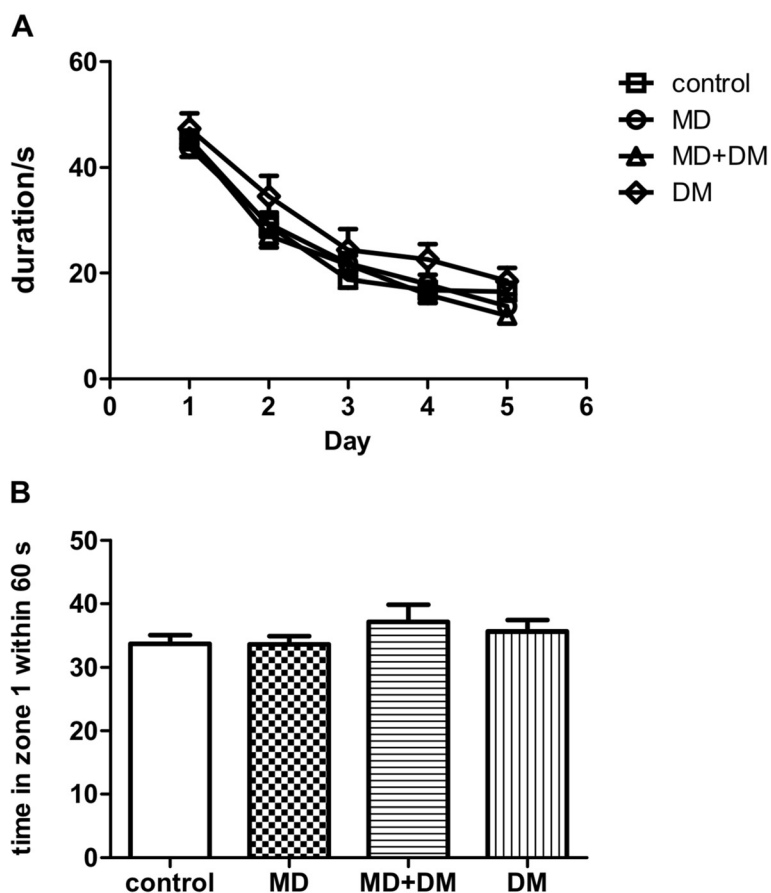 A
60
40
20
0
duration/s
0 1 2 3 4 5 6
Day
control
MD
MD+DM
DM
B
50
40
30
20
10
0
time in zone 1 within 60 s
control MD MD+DM DM